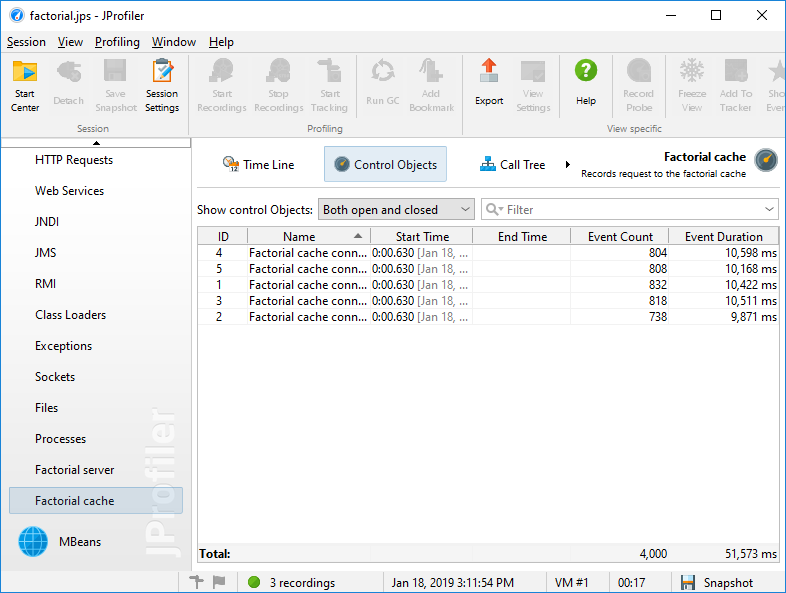 factorial.jps - JProfiler
Session View Profiling Window Help
Start Center
Detach
Save Snapshot
Session Settings
Start Recordings
Stop Recordings
Start Tracking
Run GC
Add Bookmark
Export
View Settings
Help
Record Probe
Freeze View
Add To Tracker
Sho
Even
Session
Profiling
View specific
HTTP Requests
Web Services
JNDI
JMS
RMI
Class Loaders
Exceptions
Sockets
Files
Processes
Factorial server
Factorial cache
MBeans
JProfiler
12
Time Line
Control Objects
Call Tree
Factorial cache
Records request to the factorial cache
Show control Objects: Both open and closed Filter
ID Name Start Time End Time Event Count Event Duration
4 Factorial cache conn... 0:00.630 [Jan 18, ... 804 10,598 ms
5 Factorial cache conn... 0:00.630 [Jan 18, ... 808 10,168 ms
1 Factorial cache conn... 0:00.630 [Jan 18, ... 832 10,422 ms
3 Factorial cache conn... 0:00.630 [Jan 18, ... 818 10,511 ms
2 Factorial cache conn... 0:00.630 [Jan 18, ... 738 9,871 ms
Total: 4,000 51,573 ms
3 recordings Jan 18, 2019 3:11:54 PM VM #1 00:17 Snapshot